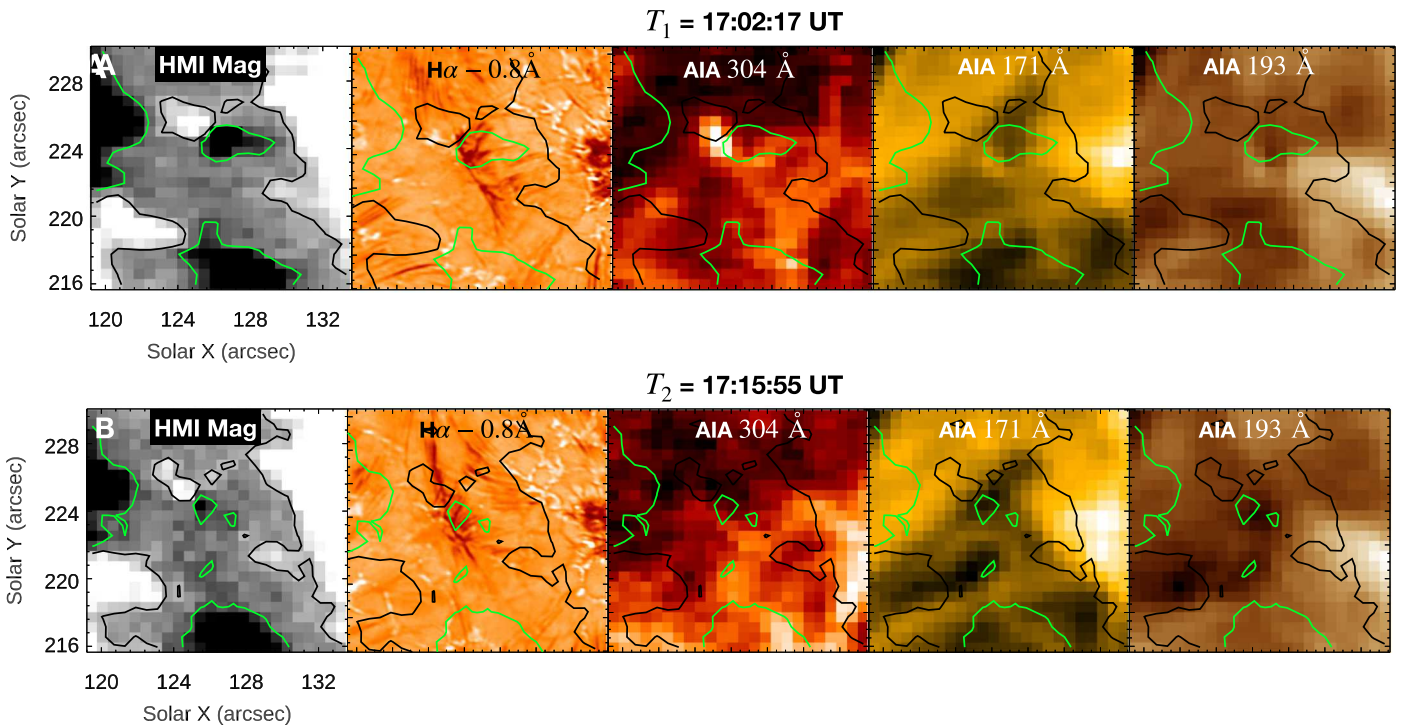 T₁ = 17:02:17 UT
A HMI Mag Hα − 0.8Å AIA 304 Å AIA 171 Å AIA 193 Å
Solar Y (arcsec)
228
224
220
216
120 124 128 132
Solar X (arcsec)
T₂ = 17:15:55 UT
B HMI Mag Hα − 0.8Å AIA 304 Å AIA 171 Å AIA 193 Å
Solar Y (arcsec)
228
224
220
216
120 124 128 132
Solar X (arcsec)